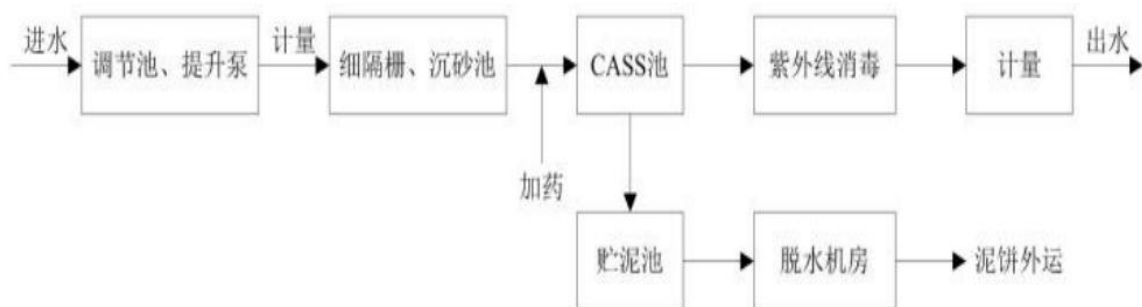 进水
调节池、提升泵
计量
细隔栅、沉砂池
CASS池
紫外线消毒
计量
出水
加药
贮泥池
脱水机房
泥饼外运